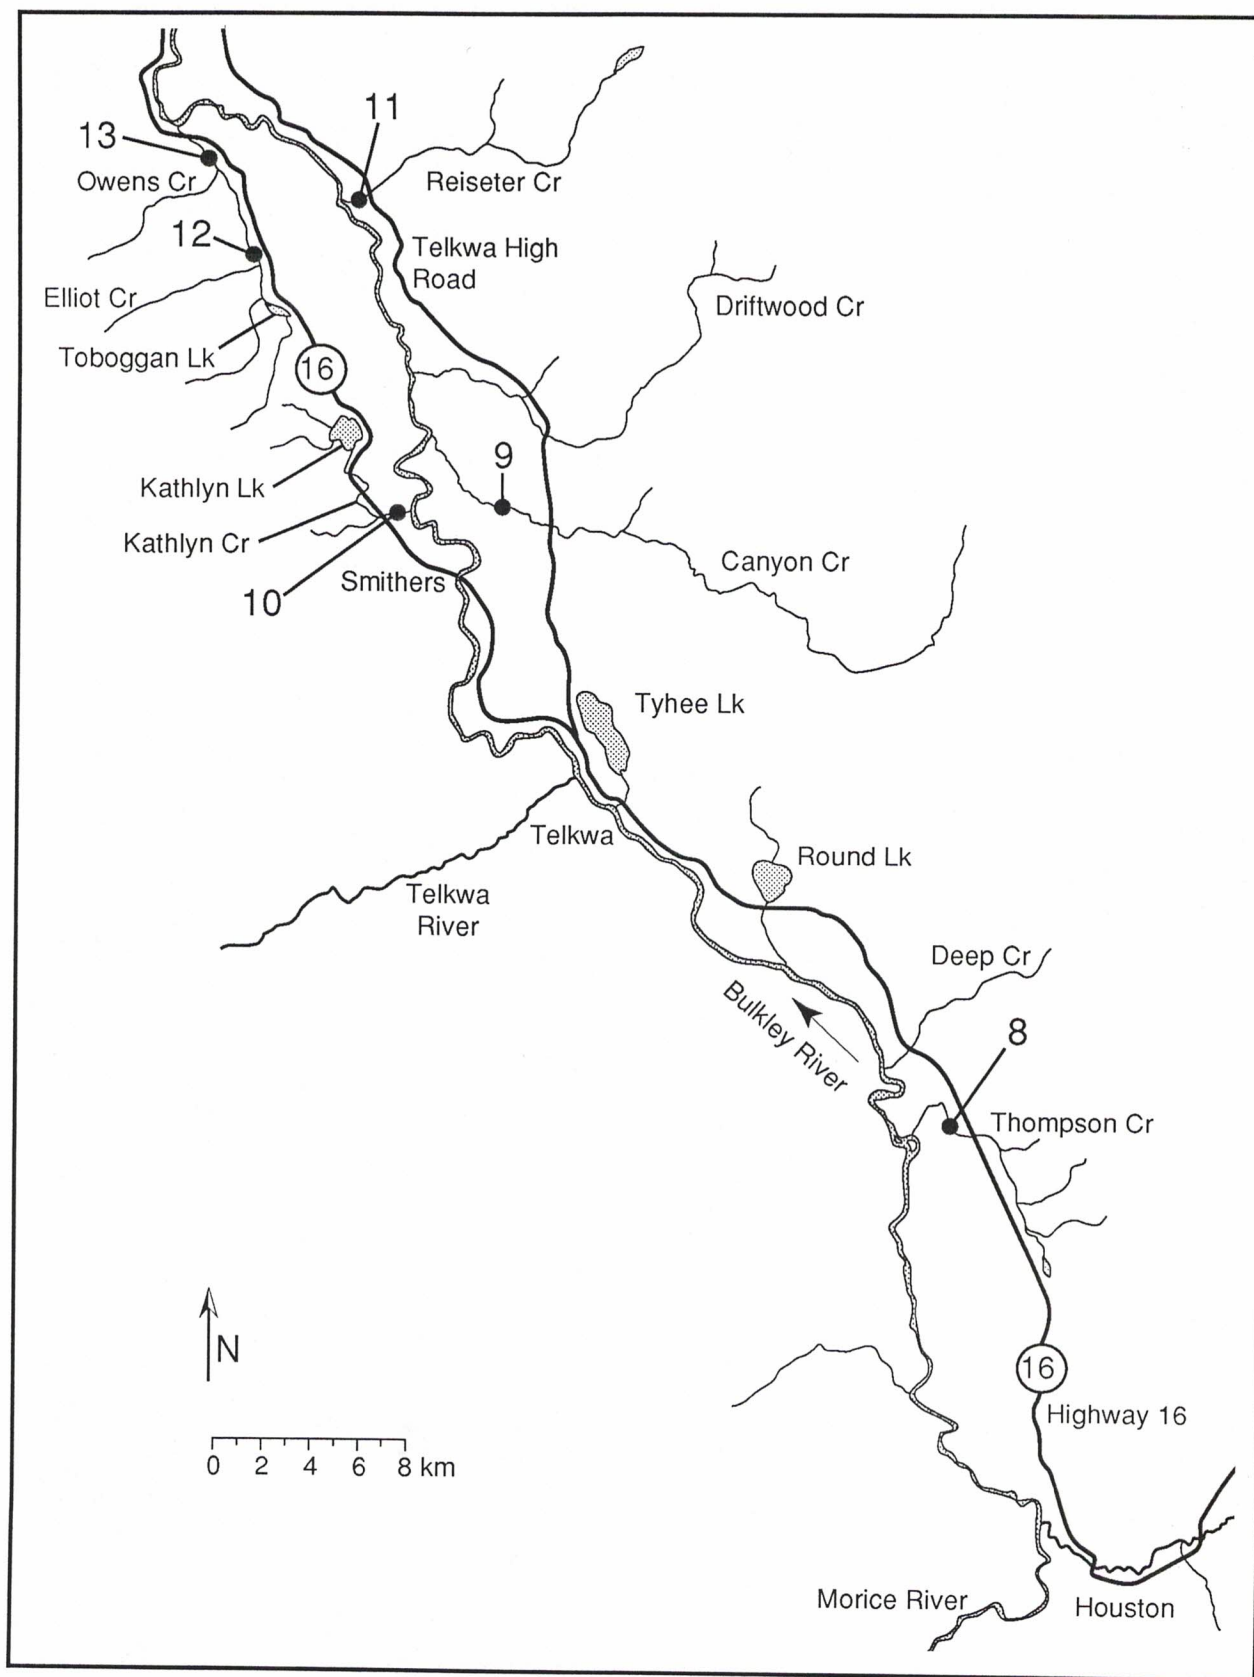 11
13
Owens Cr
Reiseter Cr
12
Telkwa High
Road
Elliot Cr
Driftwood Cr
Toboggan Lk
16
9
Kathlyn Lk
Kathlyn Cr
Canyon Cr
Smithers
10
Tyhee Lk
Telkwa
Round Lk
Telkwa
River
Deep Cr
Bulkley River
8
Thompson Cr
N
16
Highway 16
0 2 4 6 8 km
Morice River
Houston